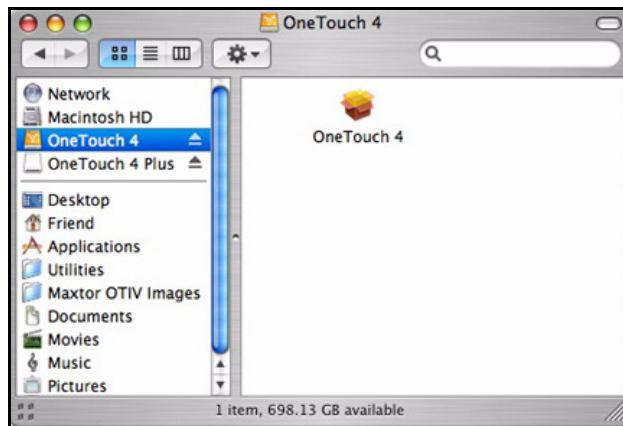 OneTouch 4
Network
Macintosh HD
OneTouch 4
OneTouch 4 Plus
Desktop
Friend
Applications
Utilities
Maxtor OTIV Images
Documents
Movies
Music
Pictures
OneTouch 4
1 item, 698.13 GB available